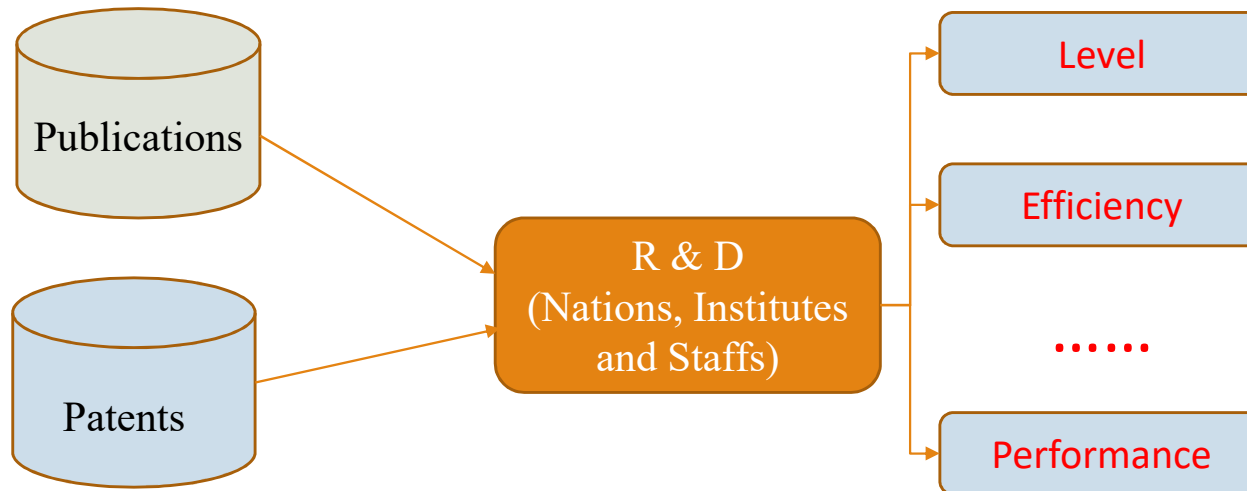 Publications
Patents
R & D
(Nations, Institutes
and Staffs)
Level
Efficiency
......
Performance